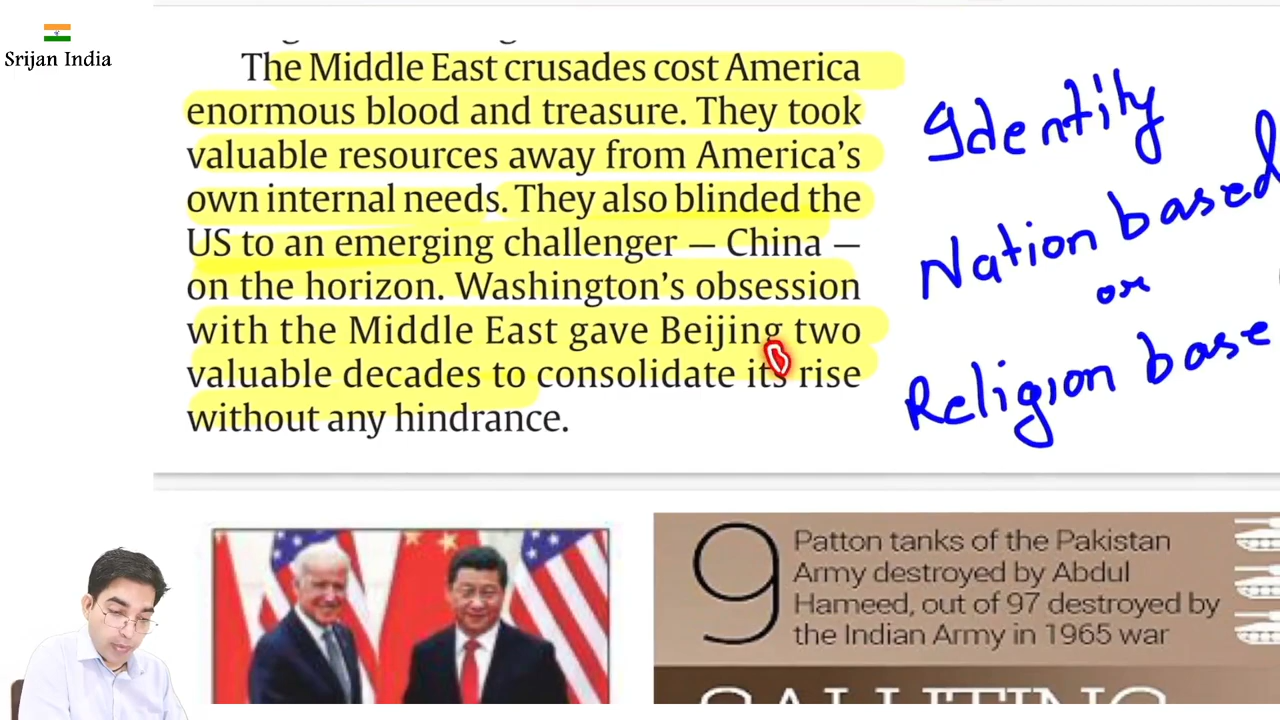 Srijan India
The Middle East crusades cost America
enormous blood and treasure. They took
valuable resources away from America's
own internal needs. They also blinded the
US to an emerging challenger — China —
on the horizon. Washington's obsession
with the Middle East gave Beijing two
valuable decades to consolidate its rise
without any hindrance.
Identity
Nation based
or
Religion base
9
Patton tanks of the Pakistan
Army destroyed by Abdul
Hameed, out of 97 destroyed by
the Indian Army in 1965 war
SALUTING